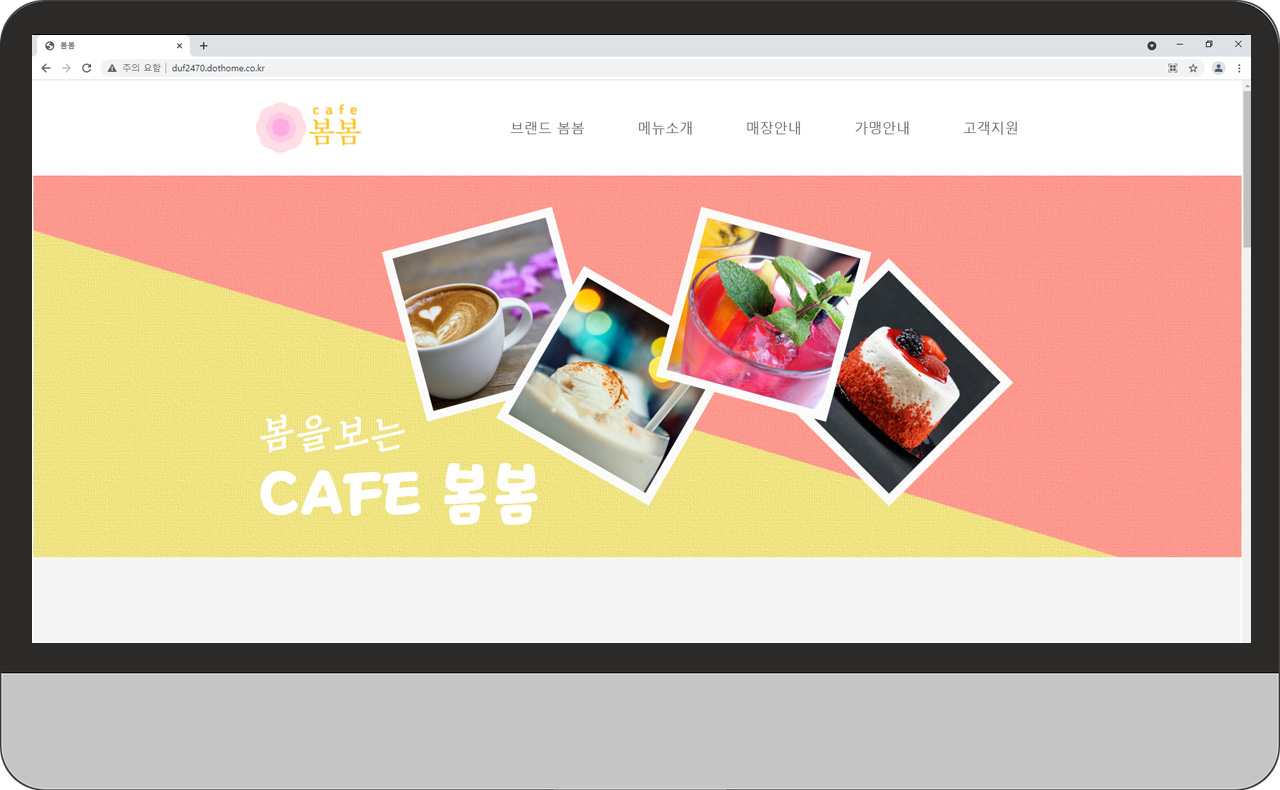 봄봄
주의 요함 | duf2470.dothome.co.kr
cafe
봄봄
브랜드 봄봄 메뉴소개 매장안내 가맹안내 고객지원
봄을보는
CAFE 봄봄